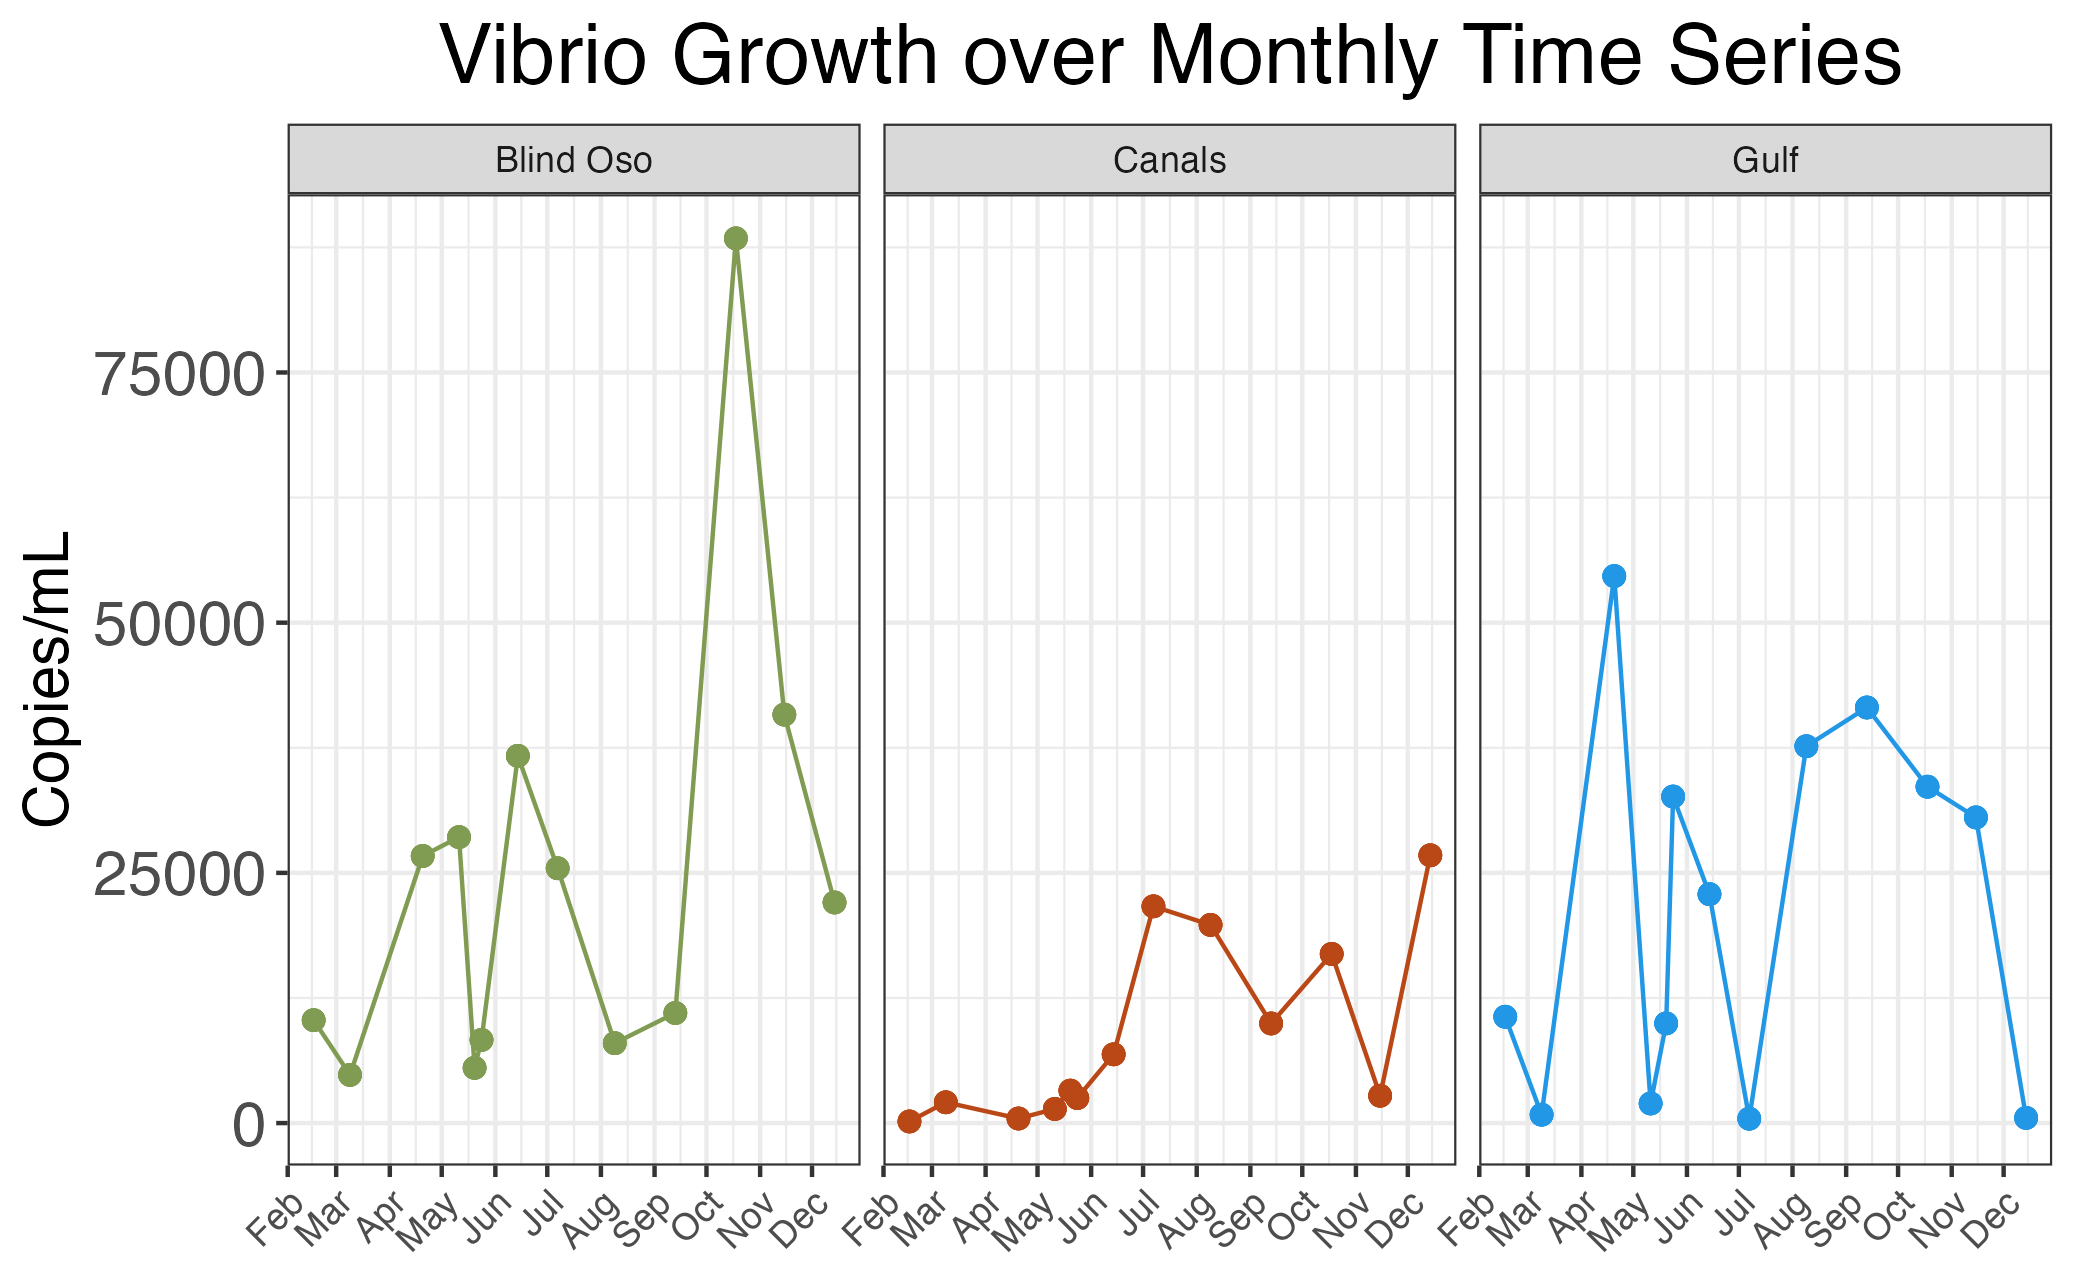 Vibrio Growth over Monthly Time Series
Blind Oso
Canals
Gulf
Copies/mL
75000
50000
25000
0
Feb Mar Apr May Jun Jul Aug Sep Oct Nov Dec
Feb Mar Apr May Jun Jul Aug Sep Oct Nov Dec
Feb Mar Apr May Jun Jul Aug Sep Oct Nov Dec